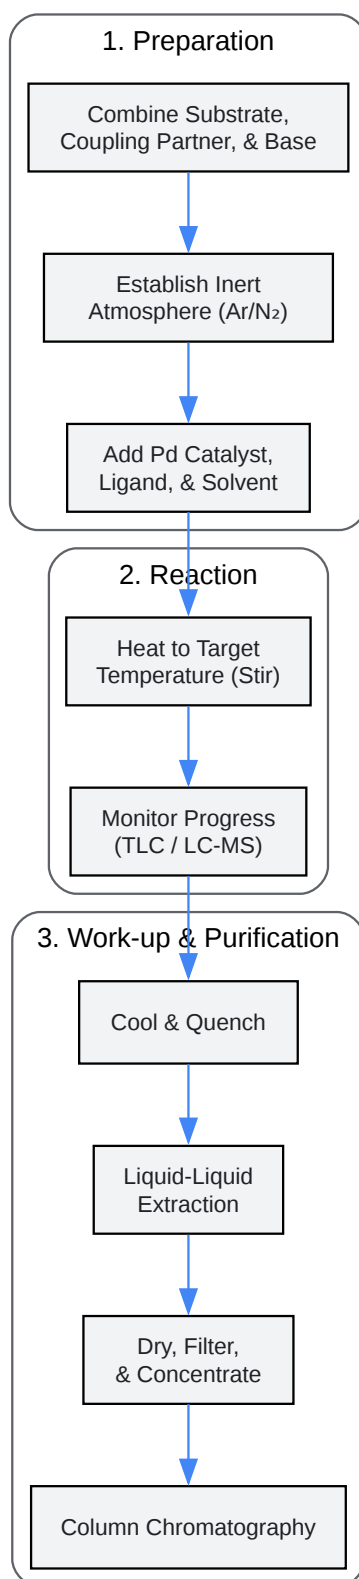 1. Preparation
Combine Substrate,
Coupling Partner, & Base
Establish Inert
Atmosphere (Ar/N₂)
Add Pd Catalyst,
Ligand, & Solvent
2. Reaction
Heat to Target
Temperature (Stir)
Monitor Progress
(TLC / LC-MS)
3. Work-up & Purification
Cool & Quench
Liquid-Liquid
Extraction
Dry, Filter,
& Concentrate
Column Chromatography